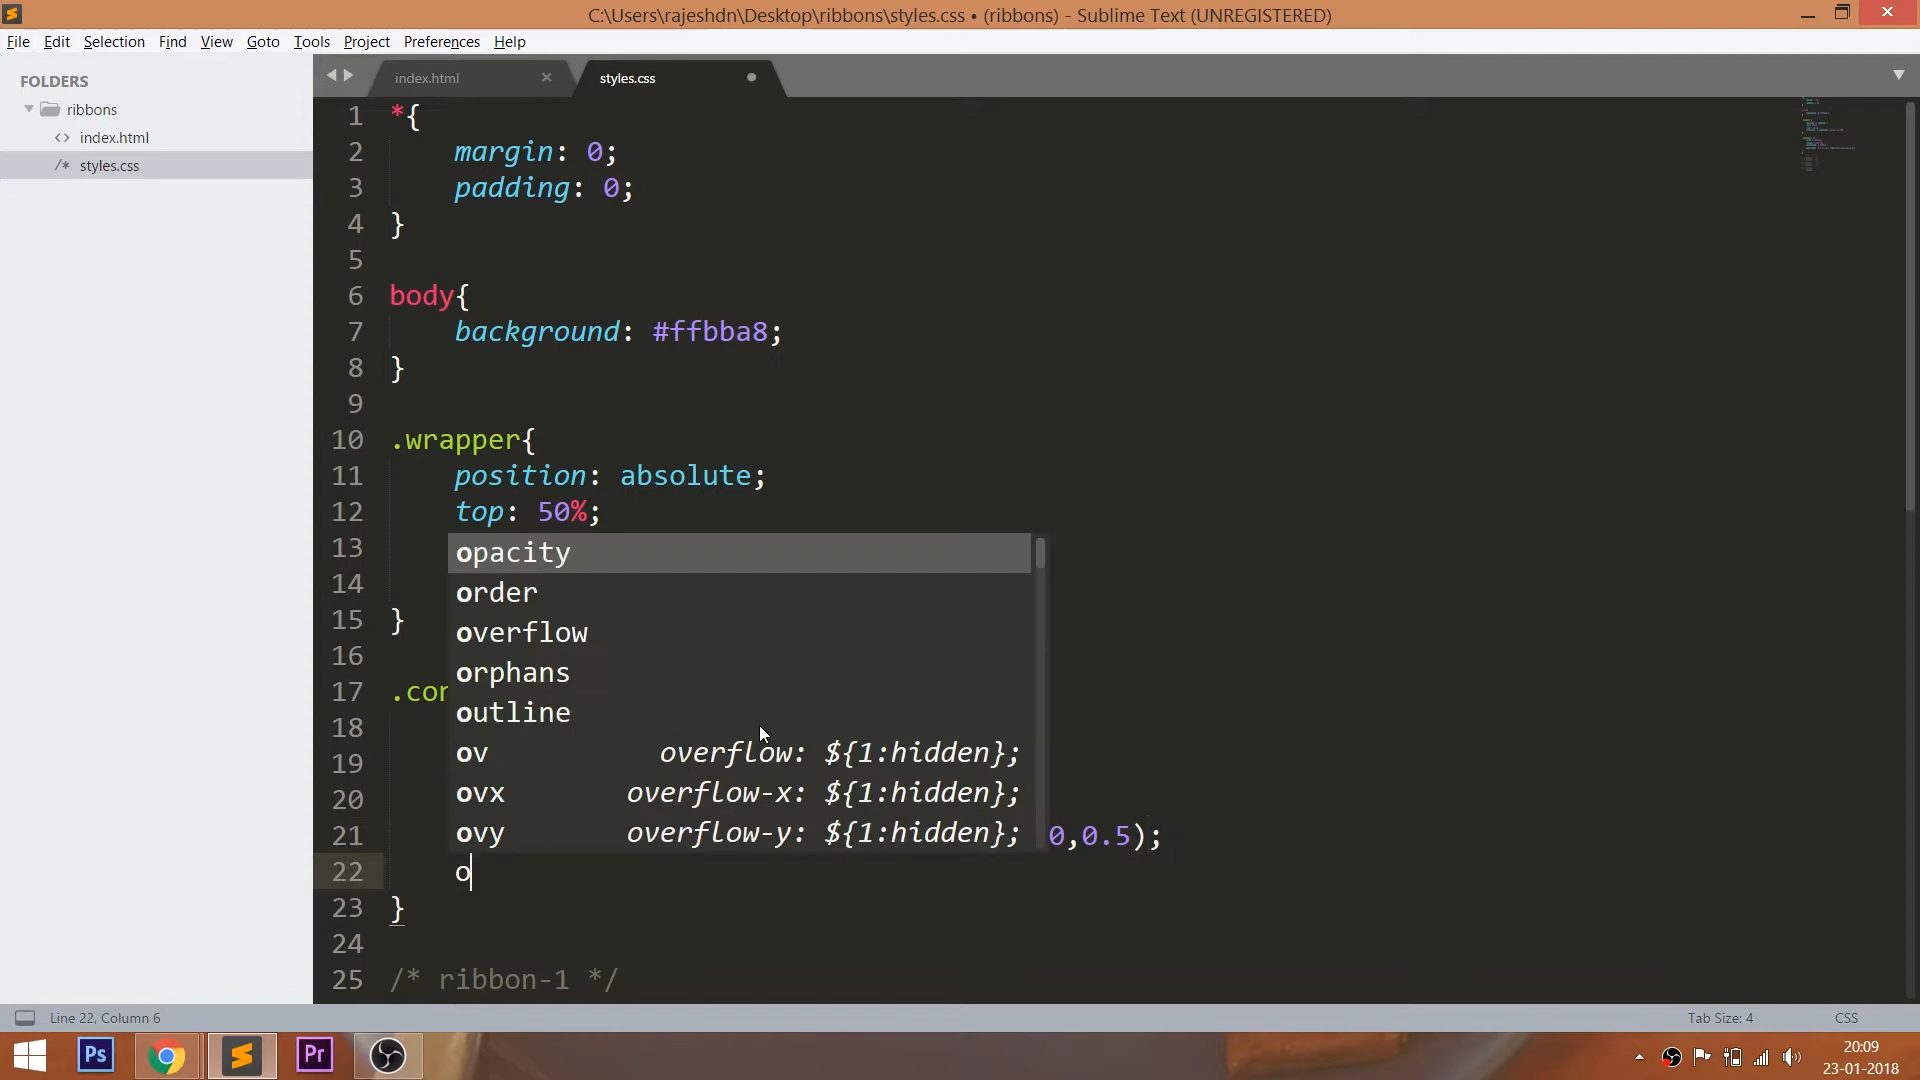 C:\Users\rajeshdn\Desktop\ribbons\styles.css • (ribbons) - Sublime Text (UNREGISTERED)
File Edit Selection Find View Goto Tools Project Preferences Help
FOLDERS
ribbons
index.html
styles.css
index.html × styles.css
1 *{
2 margin: 0;
3 padding: 0;
4 }
5
6 body{
7 background: #ffbba8;
8 }
9
10 .wrapper{
11 position: absolute;
12 top: 50%;
13
14
15 }
16
17 .con
18
19
20
21 0,0.5);
22 o
23 }
24
25 /* ribbon-1 */
opacity
order
overflow
orphans
outline
ov overflow: ${1:hidden};
ovx overflow-x: ${1:hidden};
ovy overflow-y: ${1:hidden};
Line 22, Column 6 Tab Size: 4 CSS
Ps Pr
20:09
23-01-2018